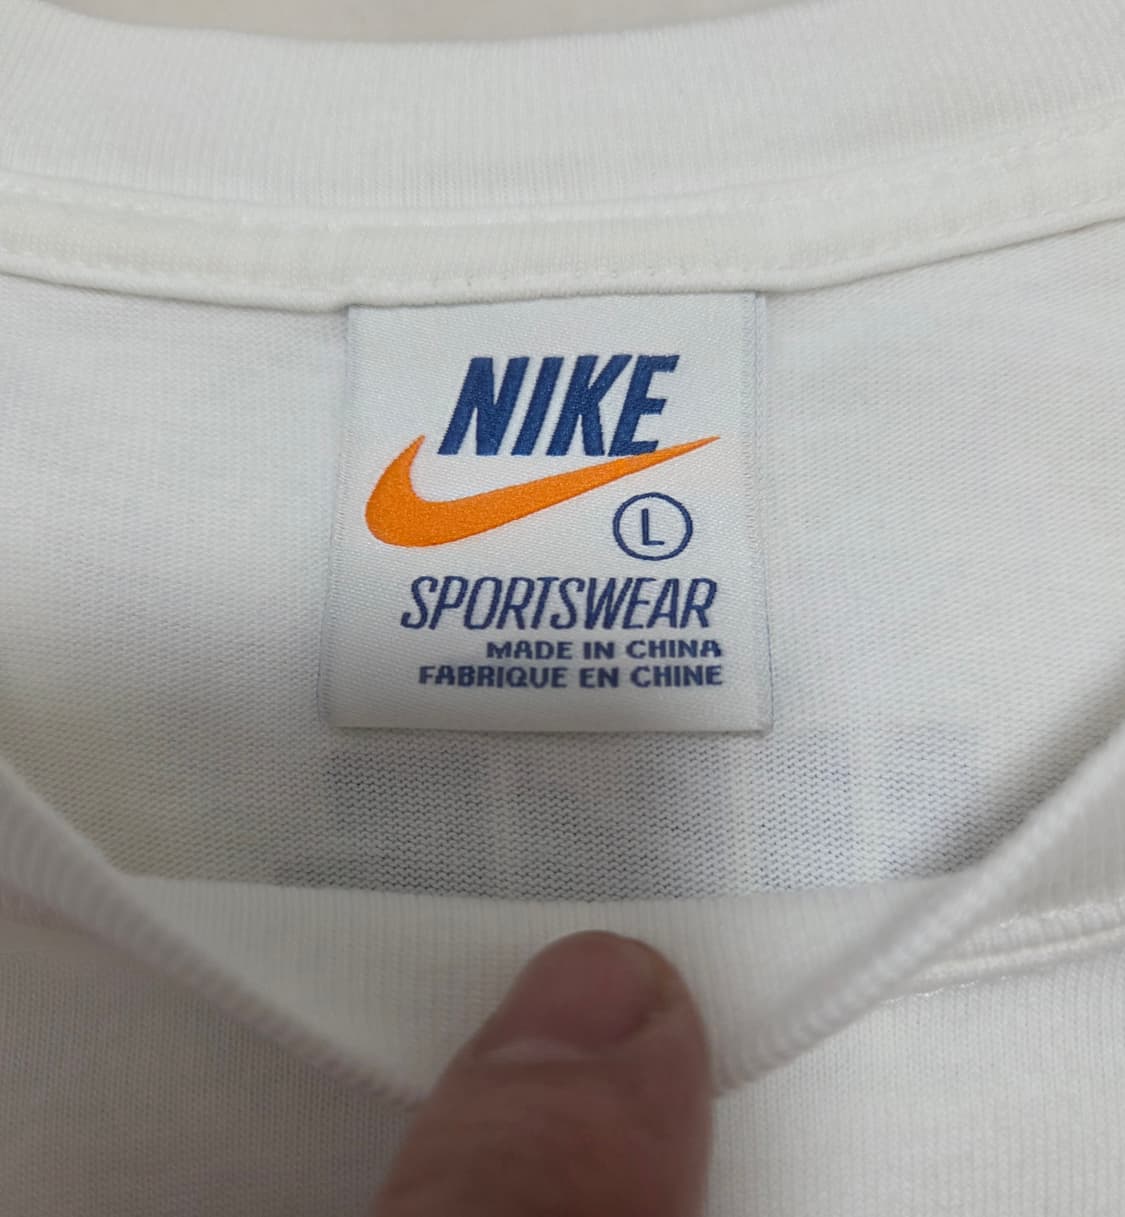 NIKE
L
SPORTSWEAR
MADE IN CHINA
FABRIQUE EN CHINE